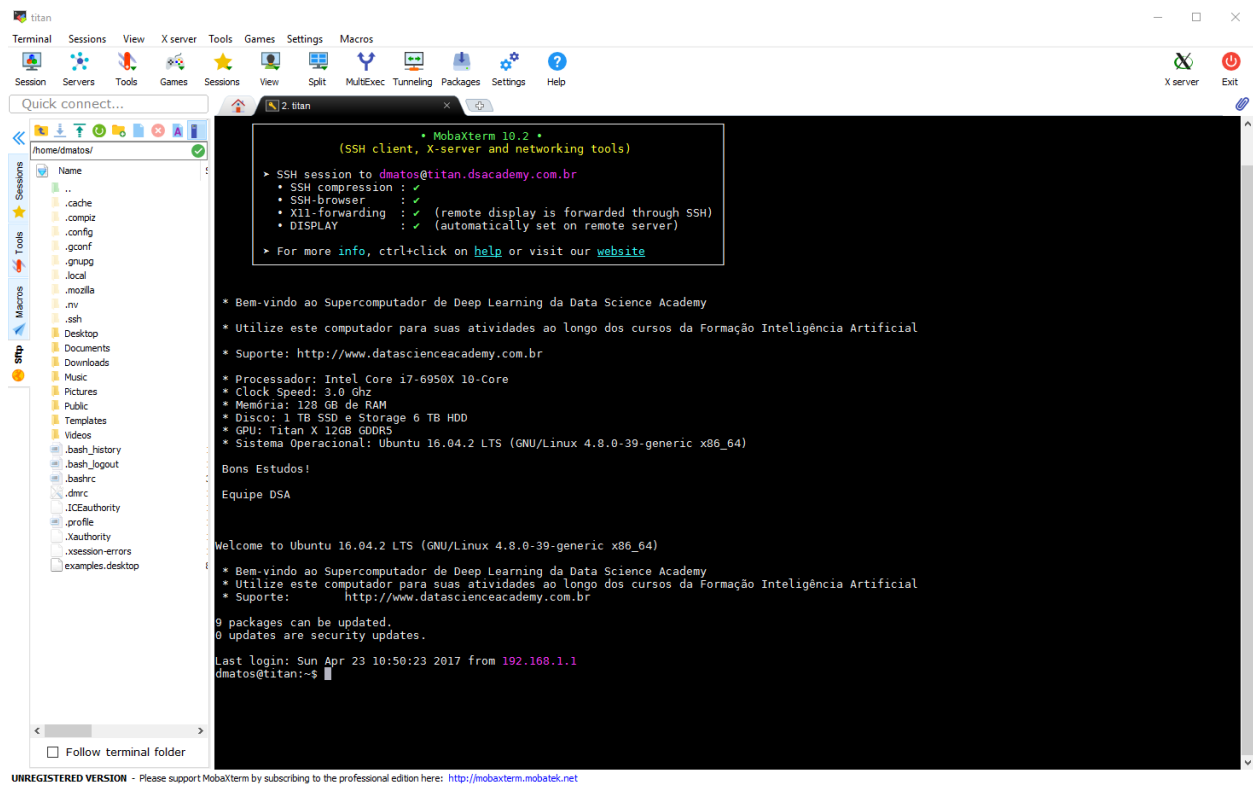 titan
Terminal Sessions View X server Tools Games Settings Macros
Session Servers Tools Games Sessions View Split MultiExec Tunneling Packages Settings Help X server Exit
Quick connect...
2. titan
/home/dmatos/
Name
..
.cache
.compiz
.config
.gconf
.gnupg
.local
.mozilla
.nv
.ssh
Desktop
Documents
Downloads
Music
Pictures
Public
Templates
Videos
.bash_history
.bash_logout
.bashrc
.dmrc
.ICEauthority
.profile
.Xauthority
.xsession-errors
examples.desktop
Follow terminal folder
Sessions
Tools
Macros
Sftp
• MobaXterm 10.2 •
(SSH client, X-server and networking tools)
➤ SSH session to dmatos@titan.dsacademy.com.br
• SSH compression : ✔
• SSH-browser : ✔
• X11-forwarding : ✔ (remote display is forwarded through SSH)
• DISPLAY : ✔ (automatically set on remote server)
➤ For more info, ctrl+click on help or visit our website
* Bem-vindo ao Supercomputador de Deep Learning da Data Science Academy
* Utilize este computador para suas atividades ao longo dos cursos da Formação Inteligência Artificial
* Suporte: http://www.datascienceacademy.com.br
* Processador: Intel Core i7-6950X 10-Core
* Clock Speed: 3.0 Ghz
* Memória: 128 GB de RAM
* Disco: 1 TB SSD e Storage 6 TB HDD
* GPU: Titan X 12GB GDDR5
* Sistema Operacional: Ubuntu 16.04.2 LTS (GNU/Linux 4.8.0-39-generic x86_64)
Bons Estudos!
Equipe DSA
Welcome to Ubuntu 16.04.2 LTS (GNU/Linux 4.8.0-39-generic x86_64)
* Bem-vindo ao Supercomputador de Deep Learning da Data Science Academy
* Utilize este computador para suas atividades ao longo dos cursos da Formação Inteligência Artificial
* Suporte: http://www.datascienceacademy.com.br
9 packages can be updated.
0 updates are security updates.
Last login: Sun Apr 23 10:50:23 2017 from 192.168.1.1
dmatos@titan:~$
UNREGISTERED VERSION - Please support MobaXterm by subscribing to the professional edition here: http://mobaxterm.mobatek.net